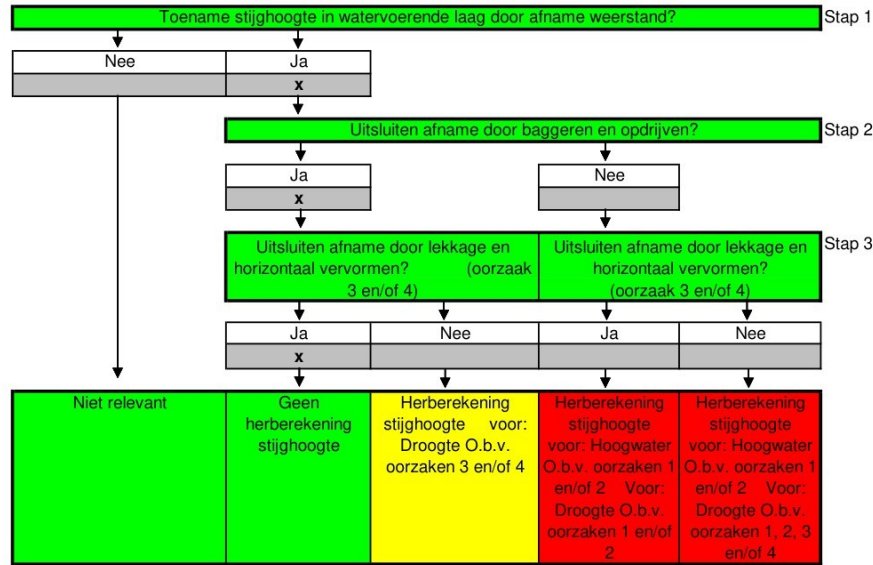 Toename stijghoogte in watervoerende laag door afname weerstand?
Stap 1
Nee
Ja
x
Uitsluiten afname door baggeren en opdrijven?
Stap 2
Ja
Nee
x
Uitsluiten afname door lekkage en
horizontaal vervormen? (oorzaak
3 en/of 4)
Uitsluiten afname door lekkage en
horizontaal vervormen?
(oorzaak 3 en/of 4)
Stap 3
Ja
Nee
Ja
Nee
x
Niet relevant
Geen
herberekening
stijghoogte
Herberekening
stijghoogte voor:
Droogte O.b.v.
oorzaken 3 en/of 4
Herberekening
stijghoogte
voor: Hoogwater
O.b.v. oorzaken 1
en/of 2 Voor:
Droogte O.b.v.
oorzaken 1 en/of
2
Herberekening
stijghoogte
voor: Hoogwater
O.b.v. oorzaken 1
en/of 2 Voor:
Droogte O.b.v.
oorzaken 1, 2, 3
en/of 4